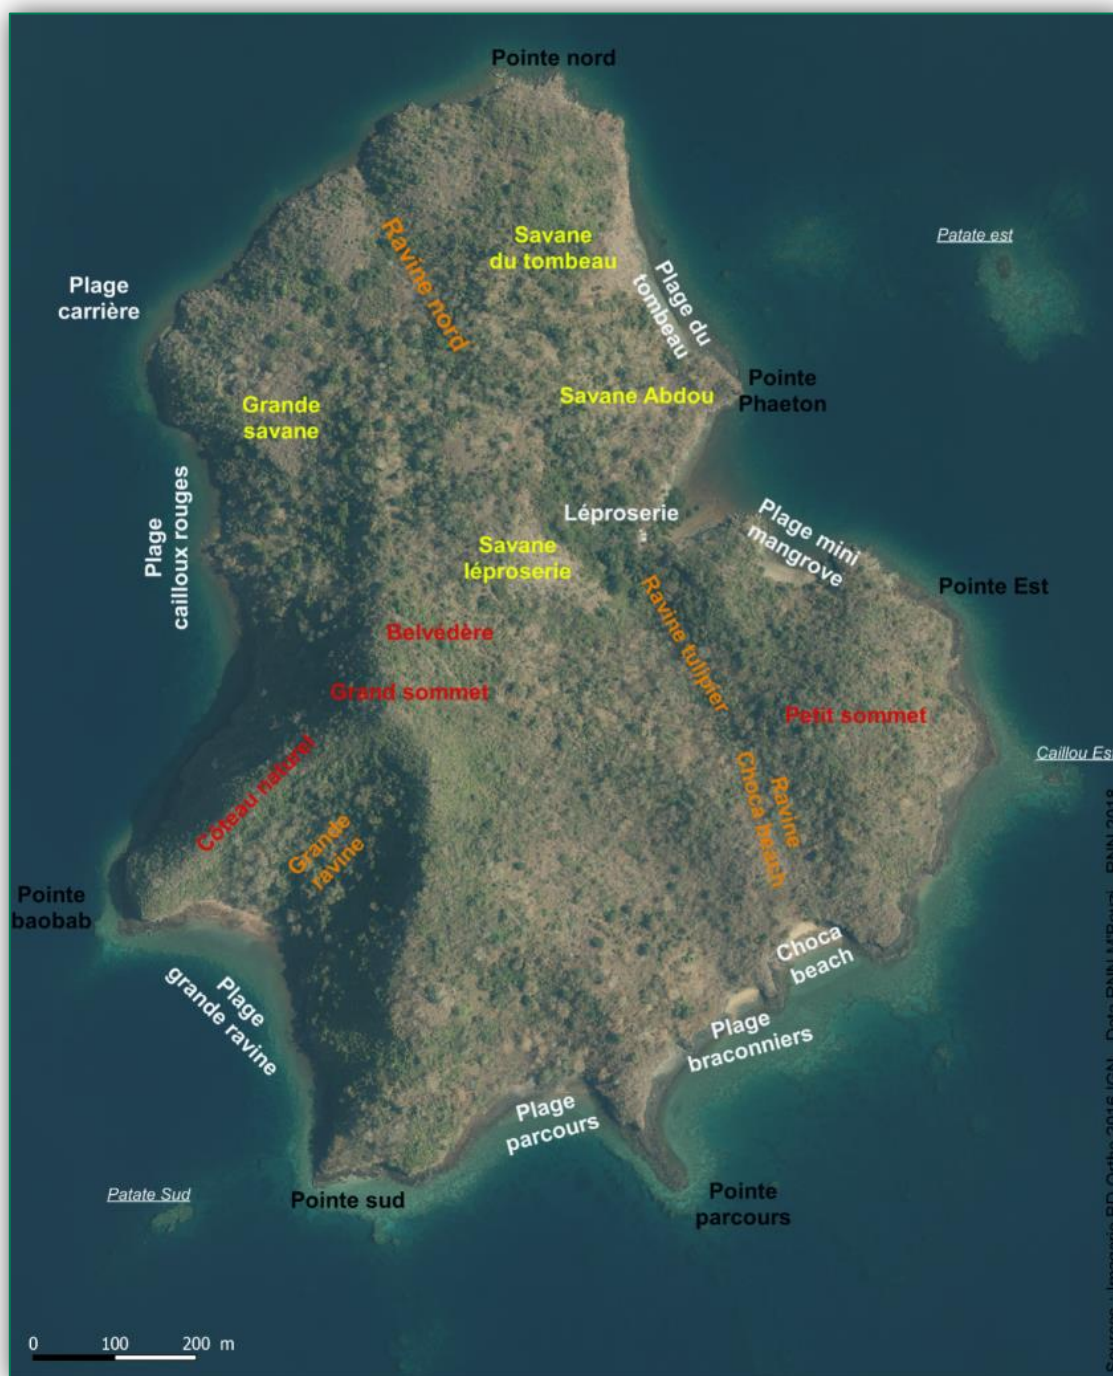 Pointe nord
Patate est
Savane
du tombeau
Ravine nord
Plage
carrière
Plage du
tombeau
Pointe
Phaeton
Savane Abdou
Grande
savane
Plage
cailloux rouges
Léproserie
Plage mini
mangrove
Savane
léproserie
Pointe Est
Ravine tulipier
Belvédère
Grand sommet
Petit sommet
Caillou Est
Côteau naturel
Ravine
Choca beach
Grande
ravine
Pointe
baobab
Choca
beach
Plage
grande ravine
Plage
braconniers
Plage
parcours
Patate Sud
Pointe sud
Pointe
parcours
0 100 200 m